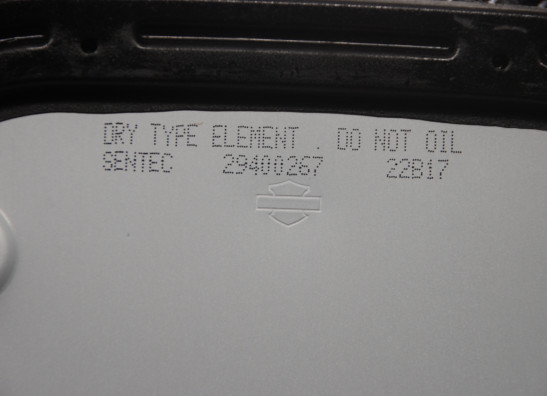 DRY TYPE ELEMENT . DO NOT OIL
SENTEC 29400267 22B17